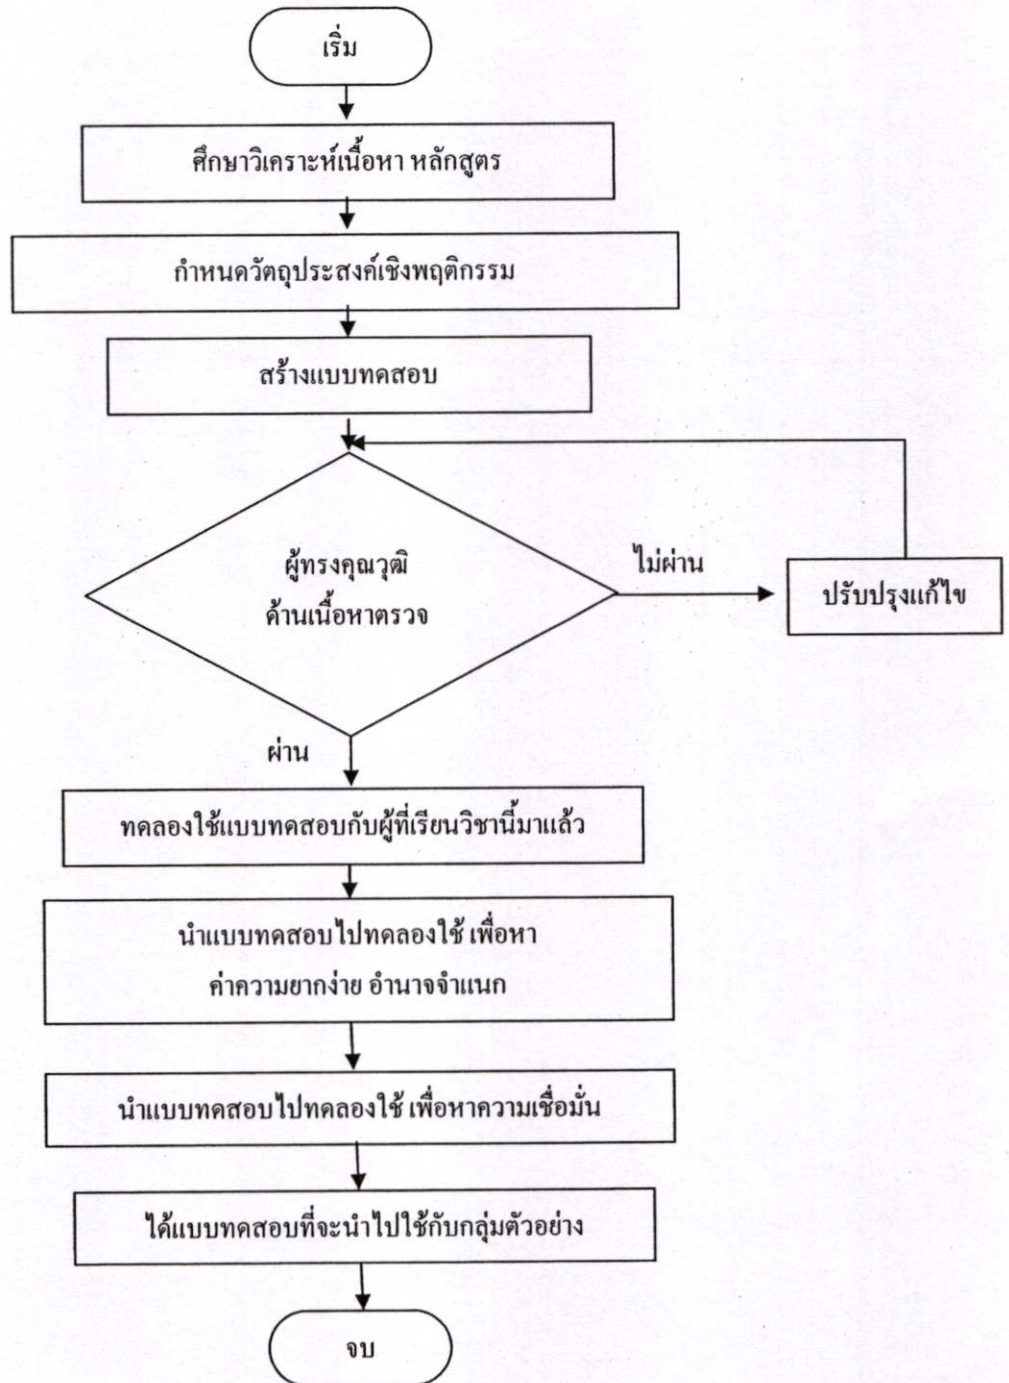 เริ่ม
ศึกษาวิเคราะห์เนื้อหา หลักสูตร
กำหนดวัตถุประสงค์เชิงพฤติกรรม
สร้างแบบทดสอบ
ผู้ทรงคุณวุฒิ
ด้านเนื้อหาตรวจ
ไม่ผ่าน
ปรับปรุงแก้ไข
ผ่าน
ทดลองใช้แบบทดสอบกับผู้ที่เรียนวิชานี้มาแล้ว
นำแบบทดสอบไปทดลองใช้ เพื่อหา
ค่าความยากง่าย อำนาจจำแนก
นำแบบทดสอบไปทดลองใช้ เพื่อหาความเชื่อมั่น
ได้แบบทดสอบที่จะนำไปใช้กับกลุ่มตัวอย่าง
จบ